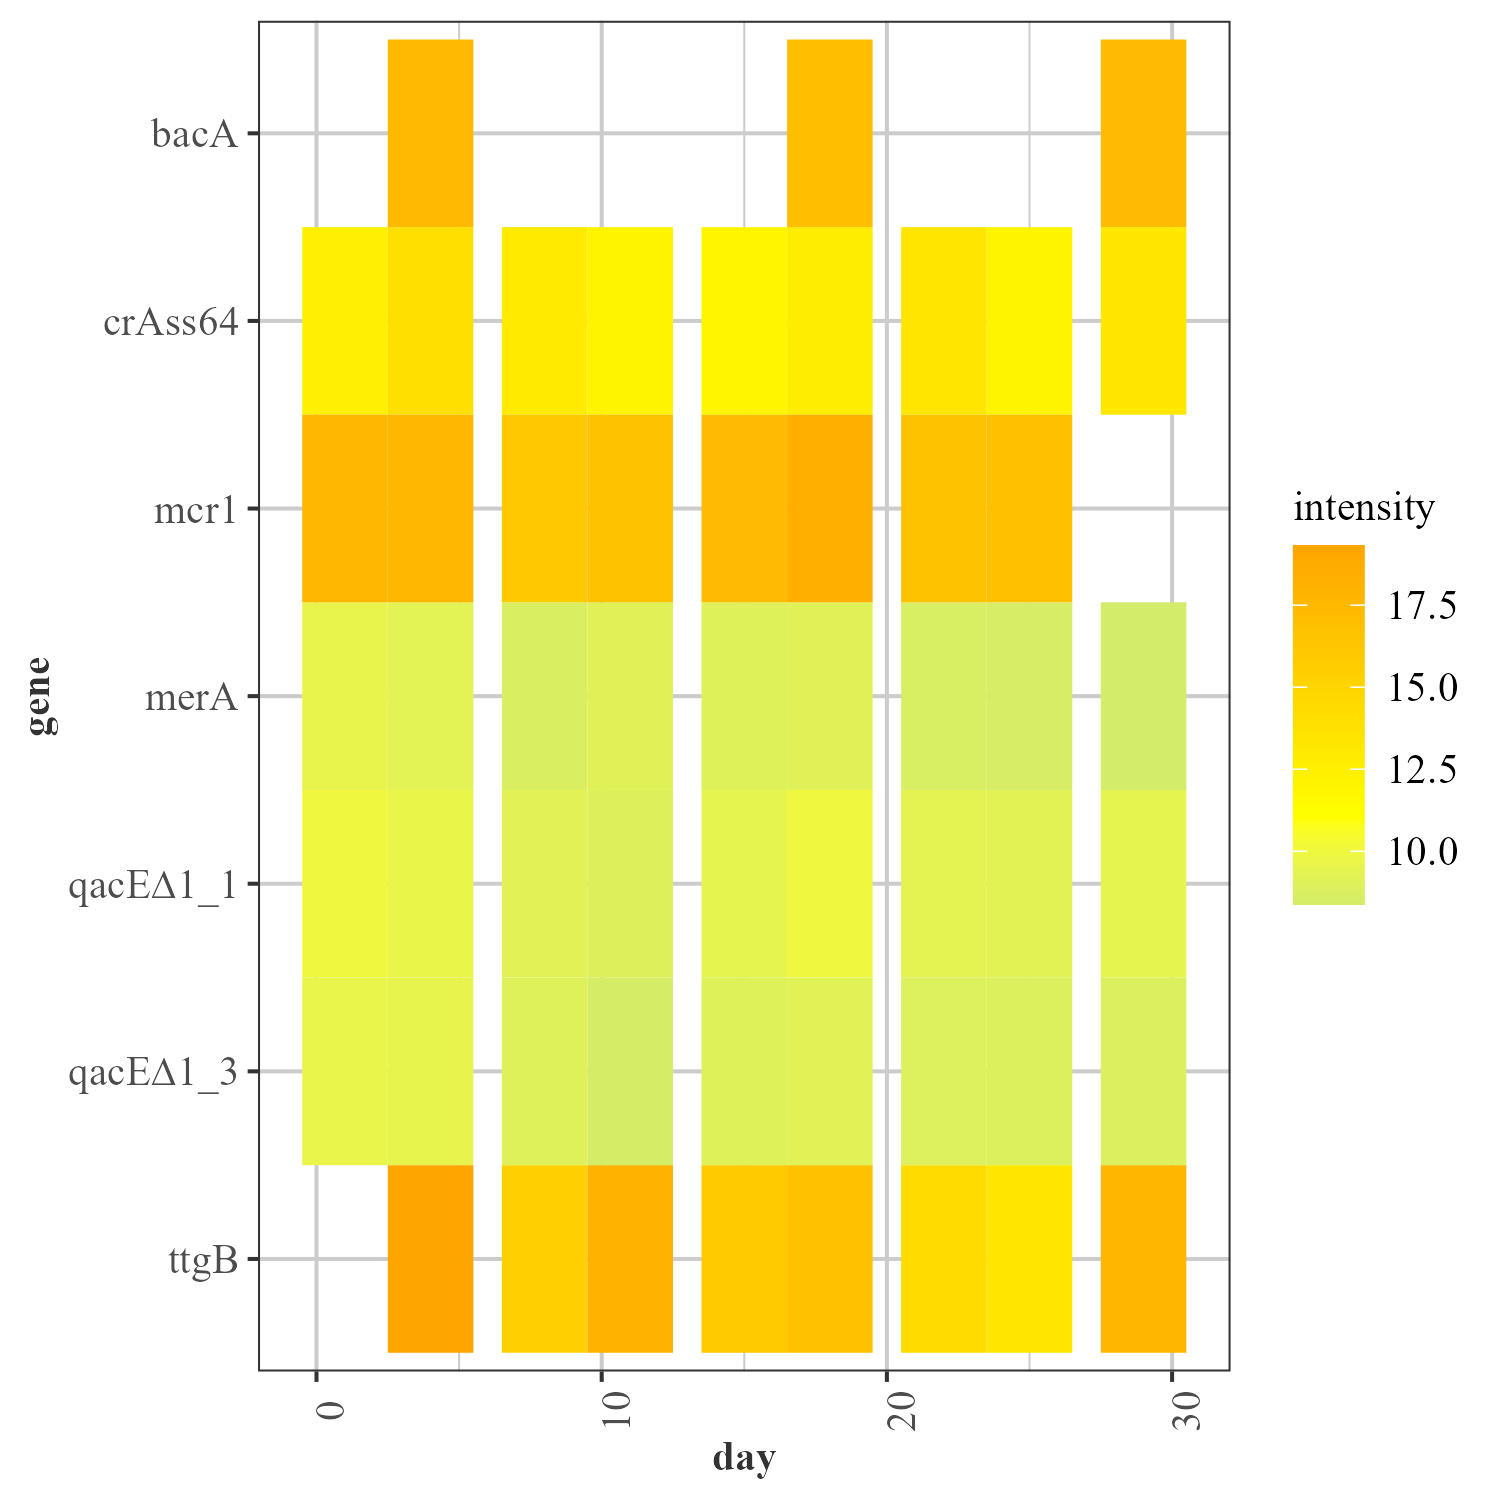 bacA
crAss64
mcr1
merA
qacEΔ1_1
qacEΔ1_3
ttgB
gene
0
10
20
30
day
intensity
17.5
15.0
12.5
10.0